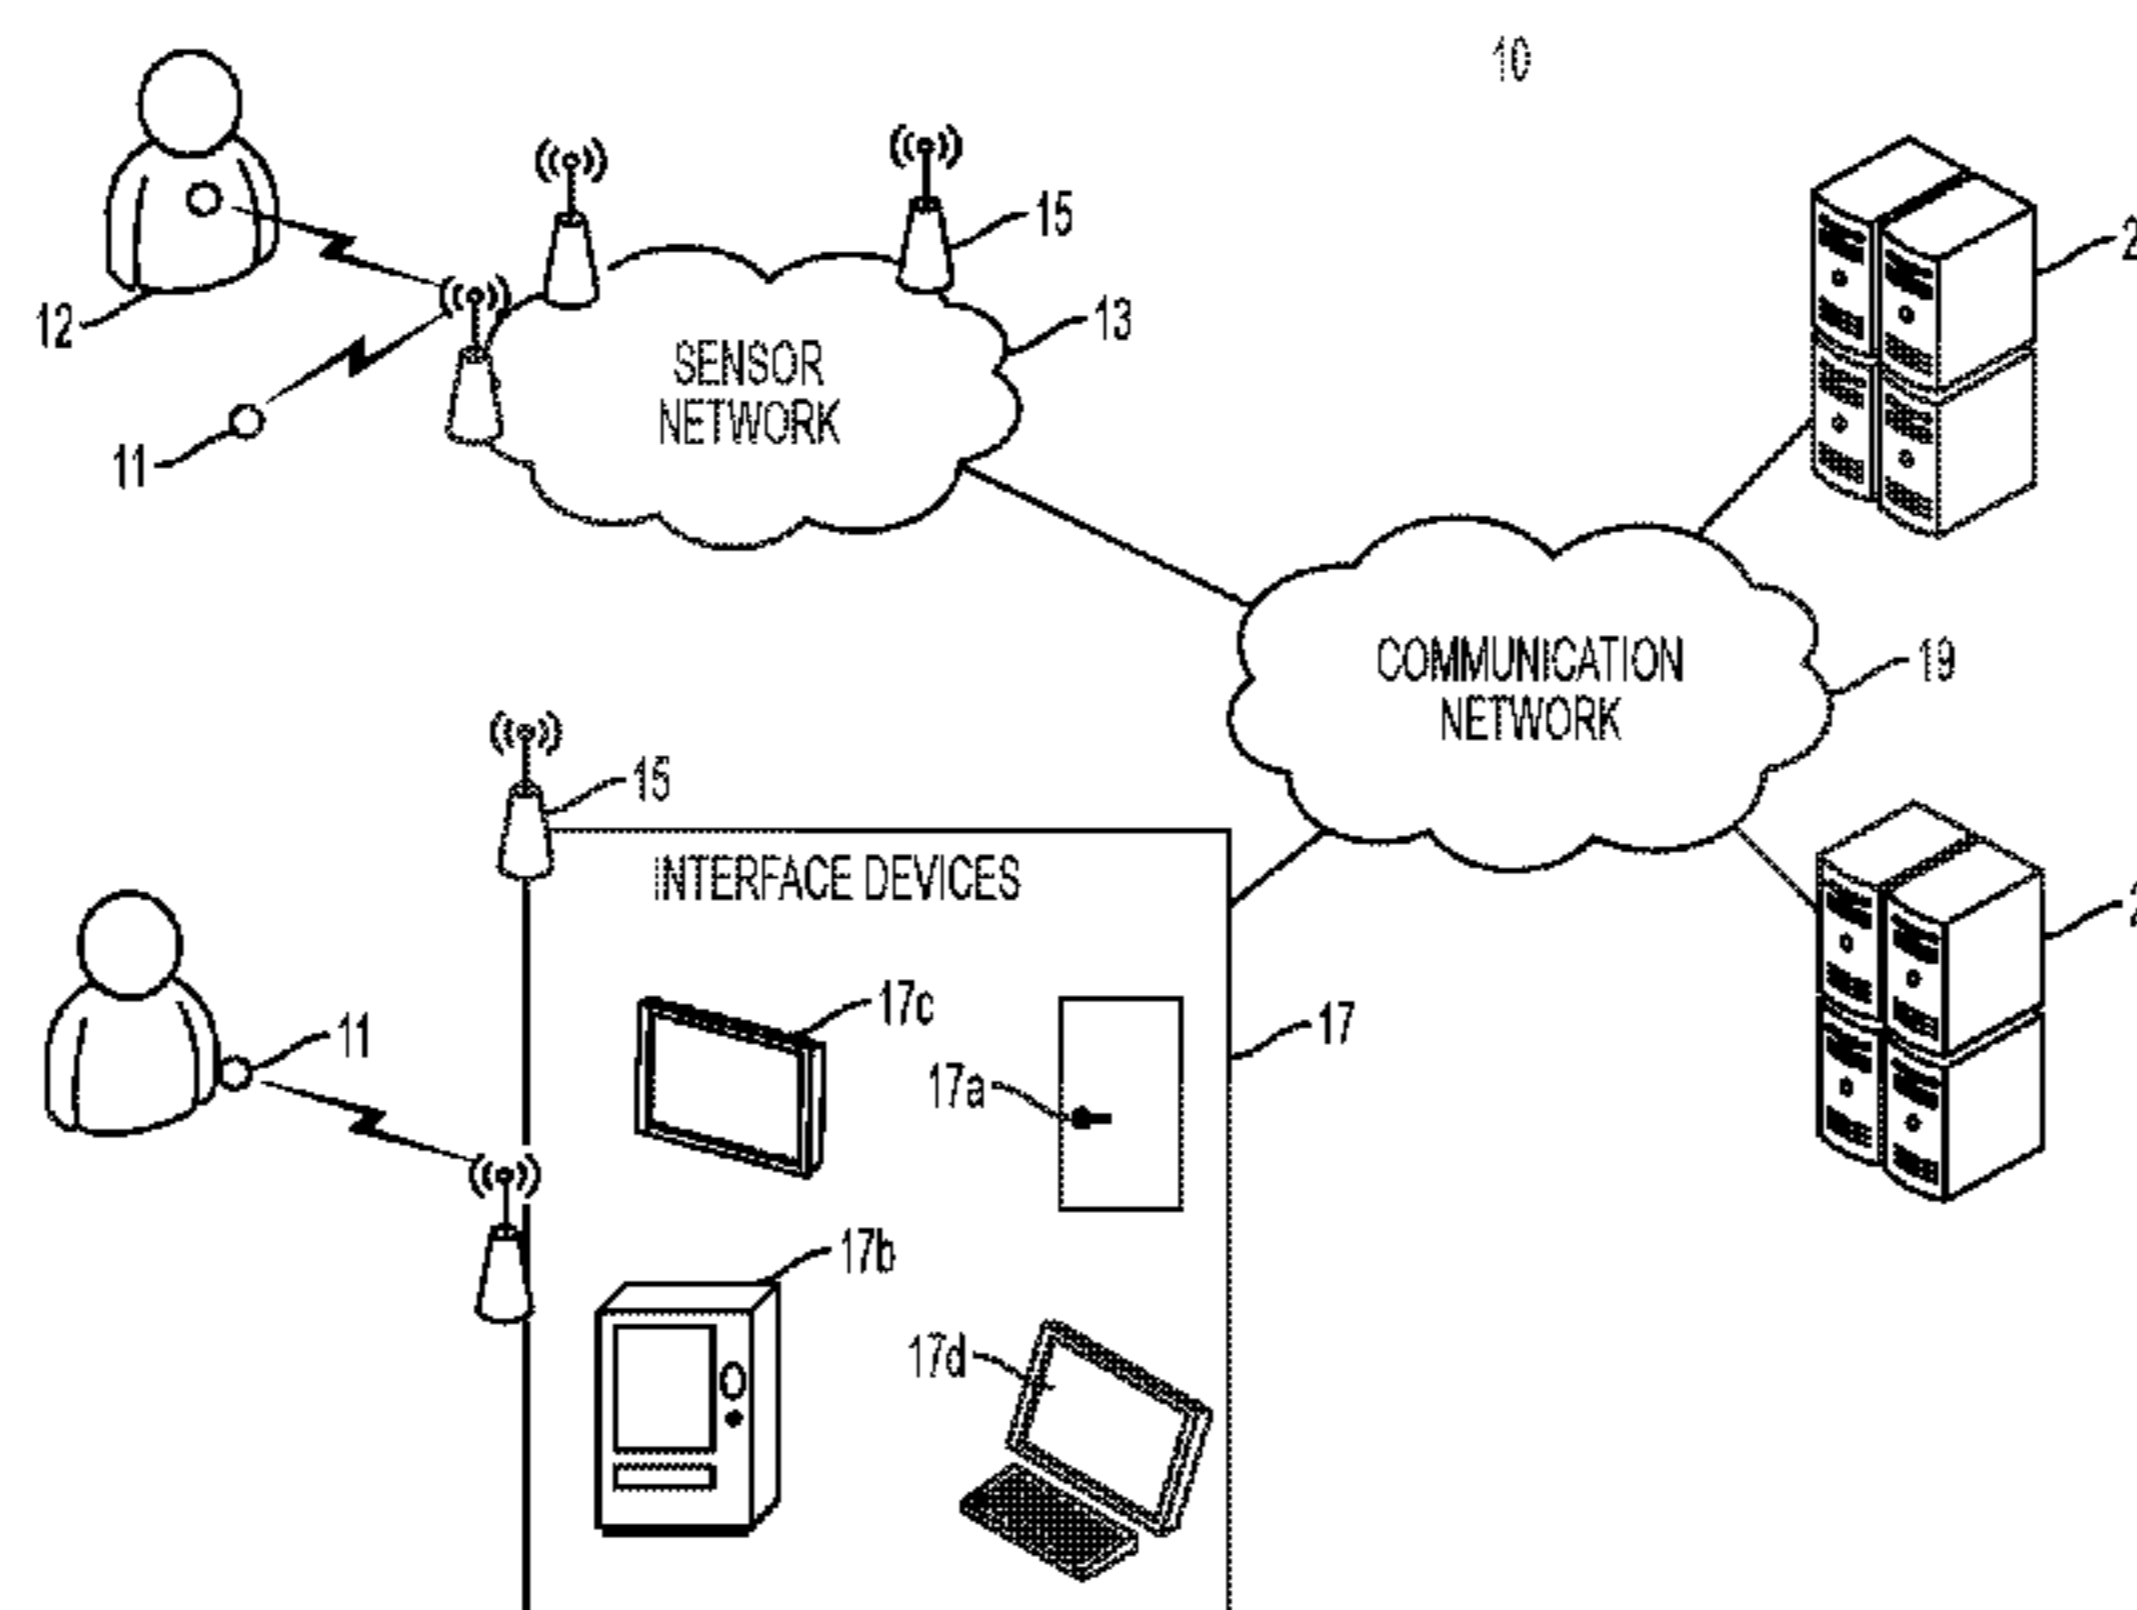 10
15
12
13
SENSOR
NETWORK
11
COMMUNICATION
NETWORK
19
15
INTERFACE DEVICES
17c
11
17
17a
17b
17d